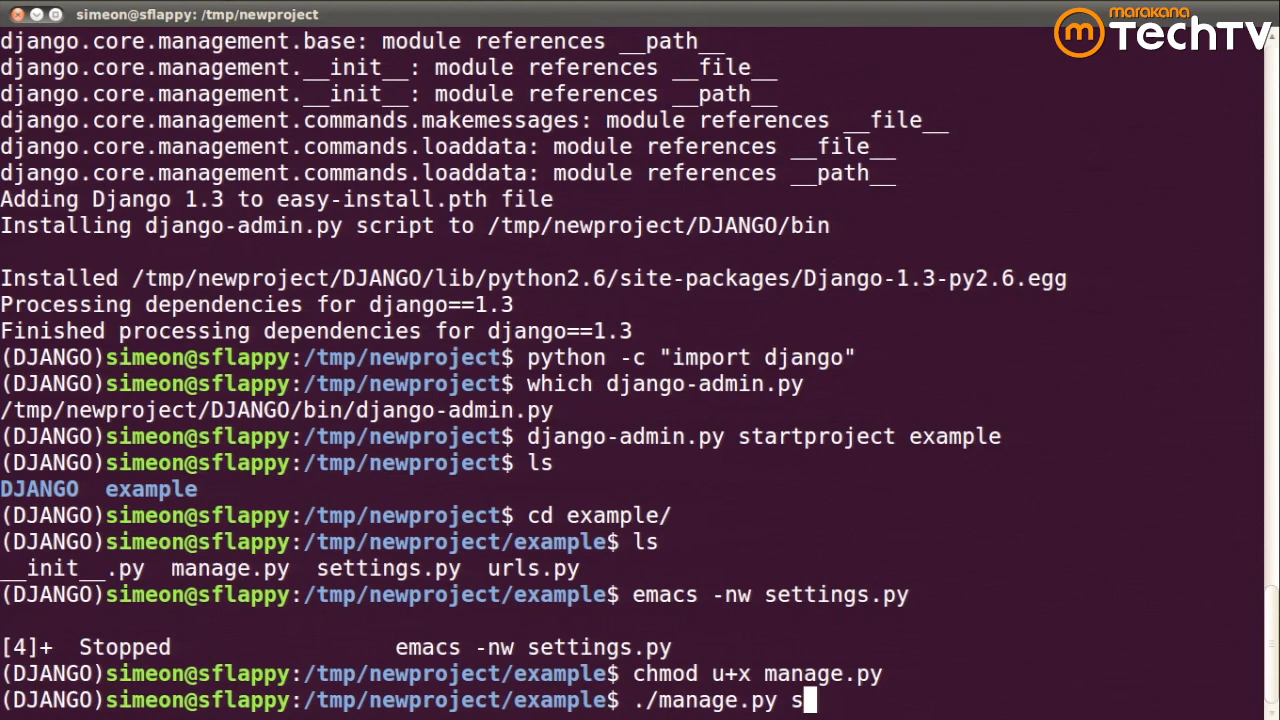 simeon@sflappy: /tmp/newproject
marakana
TechTV
django.core.management.base: module references __path__
django.core.management.__init__: module references __file__
django.core.management.__init__: module references __path__
django.core.management.commands.makemessages: module references __file__
django.core.management.commands.loaddata: module references __file__
django.core.management.commands.loaddata: module references __path__
Adding Django 1.3 to easy-install.pth file
Installing django-admin.py script to /tmp/newproject/DJANGO/bin
Installed /tmp/newproject/DJANGO/lib/python2.6/site-packages/Django-1.3-py2.6.egg
Processing dependencies for django==1.3
Finished processing dependencies for django==1.3
(DJANGO)simeon@sflappy:/tmp/newproject$ python -c "import django"
(DJANGO)simeon@sflappy:/tmp/newproject$ which django-admin.py
/tmp/newproject/DJANGO/bin/django-admin.py
(DJANGO)simeon@sflappy:/tmp/newproject$ django-admin.py startproject example
(DJANGO)simeon@sflappy:/tmp/newproject$ ls
DJANGO  example
(DJANGO)simeon@sflappy:/tmp/newproject$ cd example/
(DJANGO)simeon@sflappy:/tmp/newproject/example$ ls
__init__.py  manage.py  settings.py  urls.py
(DJANGO)simeon@sflappy:/tmp/newproject/example$ emacs -nw settings.py
[4]+  Stopped                 emacs -nw settings.py
(DJANGO)simeon@sflappy:/tmp/newproject/example$ chmod u+x manage.py
(DJANGO)simeon@sflappy:/tmp/newproject/example$ ./manage.py s